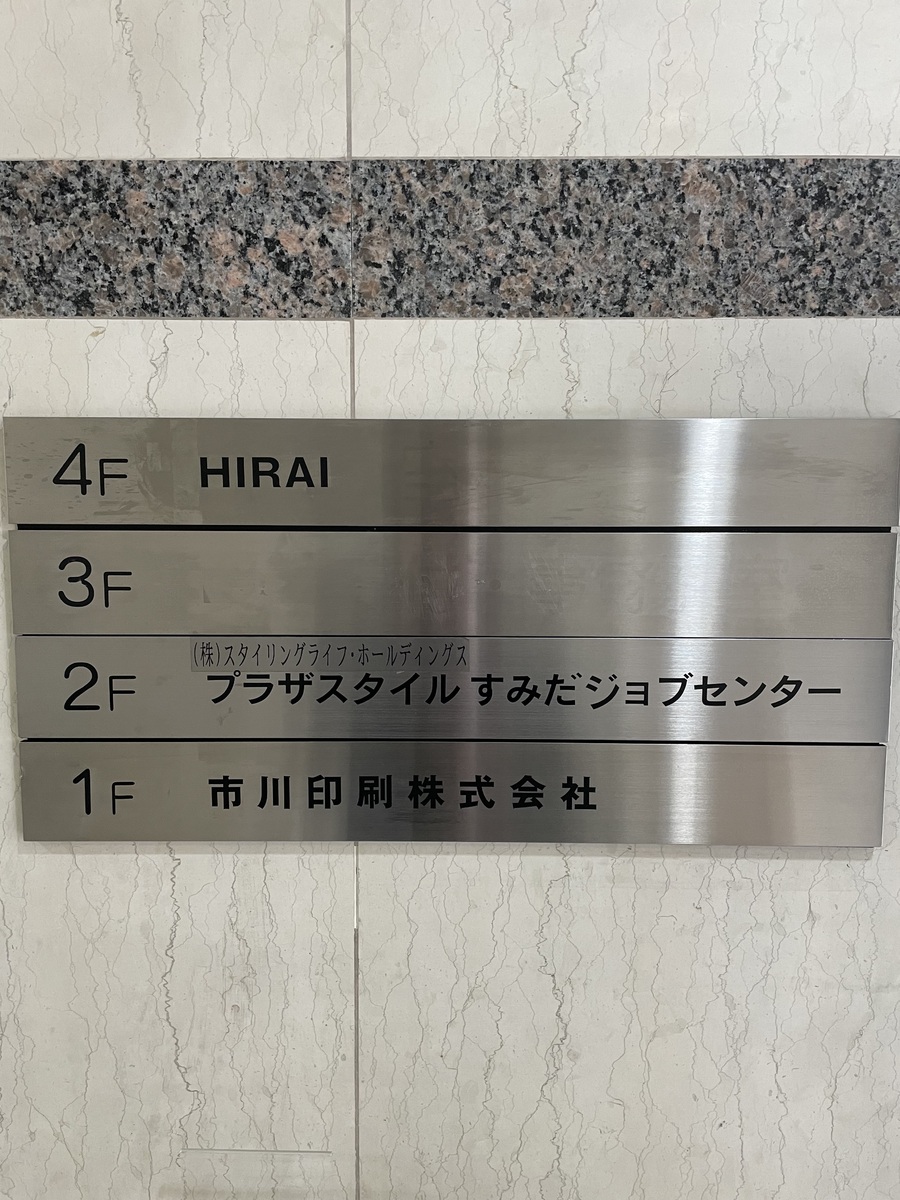 4F HIRAI
3F
(株)スタイリングライフ・ホールディングス
2F プラザスタイル すみだジョブセンター
1F 市川印刷株式会社